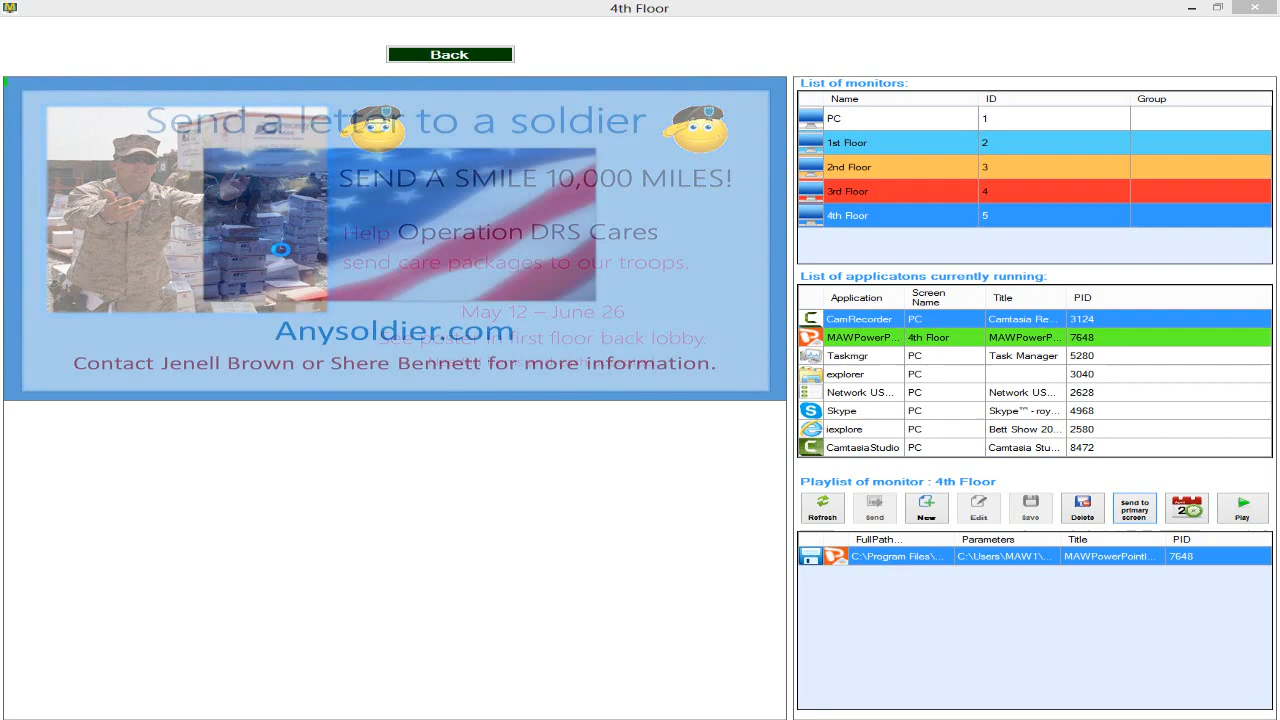 4th Floor
Back
Send a letter to a soldier
SEND A SMILE 10,000 MILES!
Help Operation DRS Cares
send care packages to our troops.
May 12 – June 26
Anysoldier.com
See poster in first floor back lobby.
Contact Jenell Brown or Shere Bennett for more information.
List of monitors:
Name ID Group
PC 1
1st Floor 2
2nd Floor 3
3rd Floor 4
4th Floor 5
List of applicatons currently running:
Application Screen Name Title PID
CamRecorder PC Camtasia Re... 3124
MAWPowerP... 4th Floor MAWPowerP... 7648
Taskmgr PC Task Manager 5280
explorer PC 3040
Network US... PC Network US... 2628
Skype PC Skype™ - roy... 4968
iexplore PC Bett Show 20... 2580
CamtasiaStudio PC Camtasia Stu... 8472
Playlist of monitor : 4th Floor
Refresh Send New Edit Save Delete Send to primary screen Play
FullPath... Parameters Title PID
C:\Program Files\... C:\Users\MAW1\... MAWPowerPointI... 7648